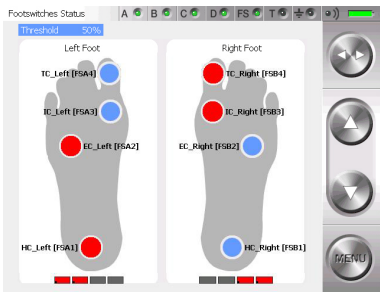 Footswitches Status A B C D FS T
Threshold 50%
Left Foot Right Foot
TC_Left [FSA4] TC_Right [FSB4]
IC_Left [FSA3] IC_Right [FSB3]
EC_Left [FSA2] EC_Right [FSB2]
HC_Left [FSA1] HC_Right [FSB1]
MENU